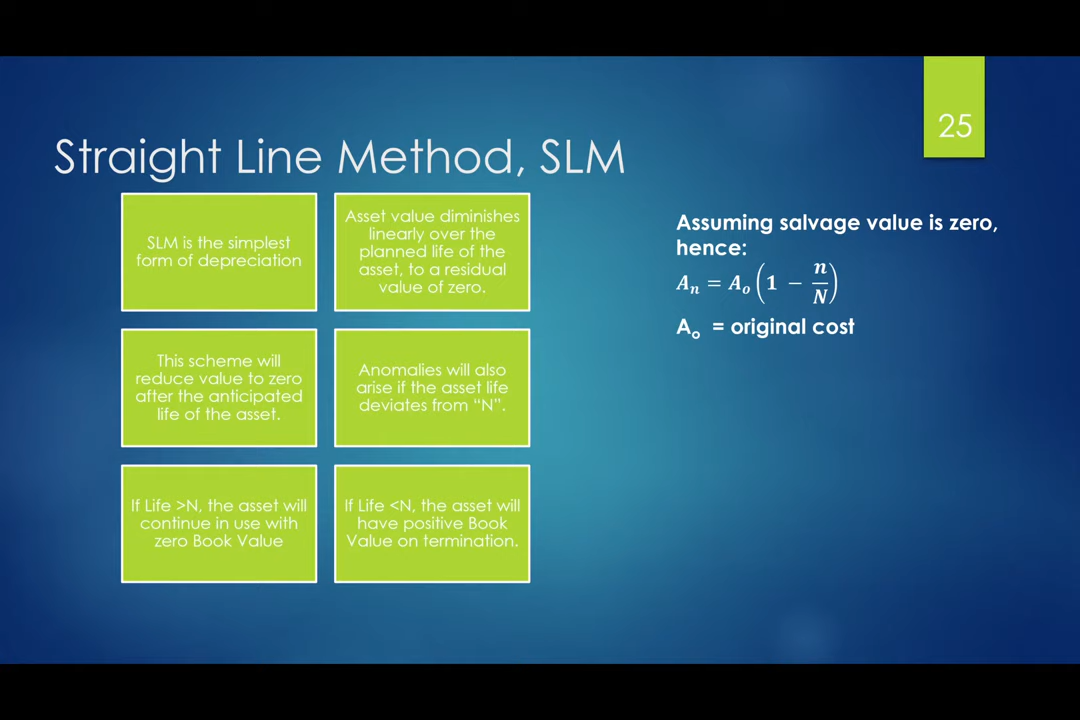 25
Straight Line Method, SLM
SLM is the simplest
form of depreciation
Asset value diminishes
linearly over the
planned life of the
asset, to a residual
value of zero.
This scheme will
reduce value to zero
after the anticipated
life of the asset.
Anomalies will also
arise if the asset life
deviates from “N”.
If Life >N, the asset will
continue in use with
zero Book Value
If Life <N, the asset will
have positive Book
Value on termination.
Assuming salvage value is zero,
hence:
Aₙ = Aₒ (1 − n/N)
Aₒ = original cost